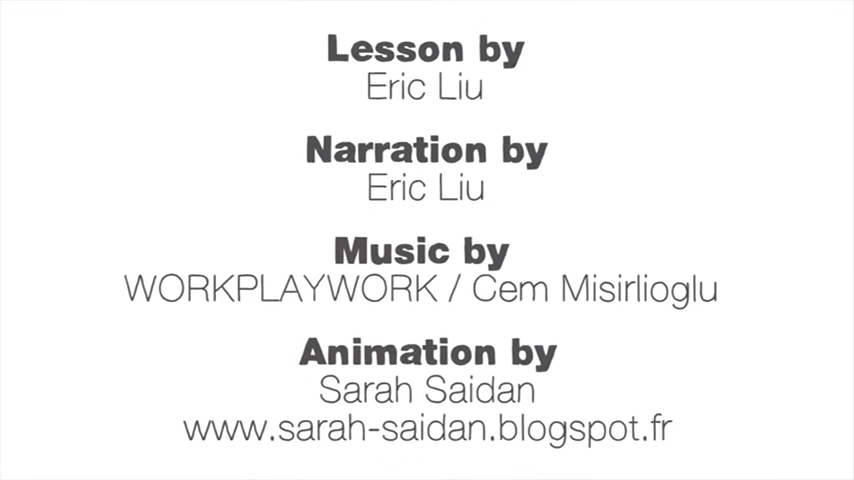 Lesson by
Eric Liu
Narration by
Eric Liu
Music by
WORKPLAYWORK / Cem Misirlioglu
Animation by
Sarah Saidan
www.sarah-saidan.blogspot.fr